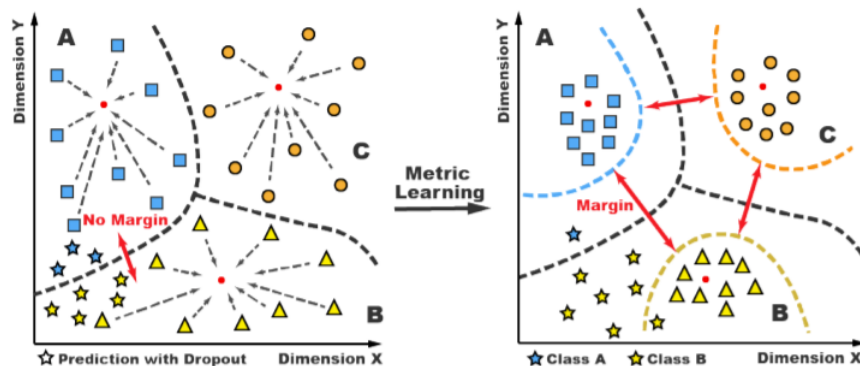 Dimension Y
A
C
No Margin
B
Prediction with Dropout
Dimension X
Metric
Learning
Dimension Y
A
C
Margin
B
Class A
Class B
Dimension X